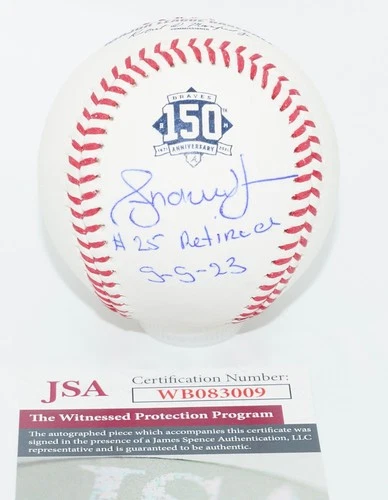 BRAVES
150TH
1871 ANNIVERSARY 2021
A
Andruw J
#25 Retired
9-9-23
JSA
Certification Number:
WB083009
The Witnessed Protection Program
The autographed piece which accompanies this certificate was
signed in the presence of a James Spence Authentication, LLC
representative and is guaranteed to be authentic.